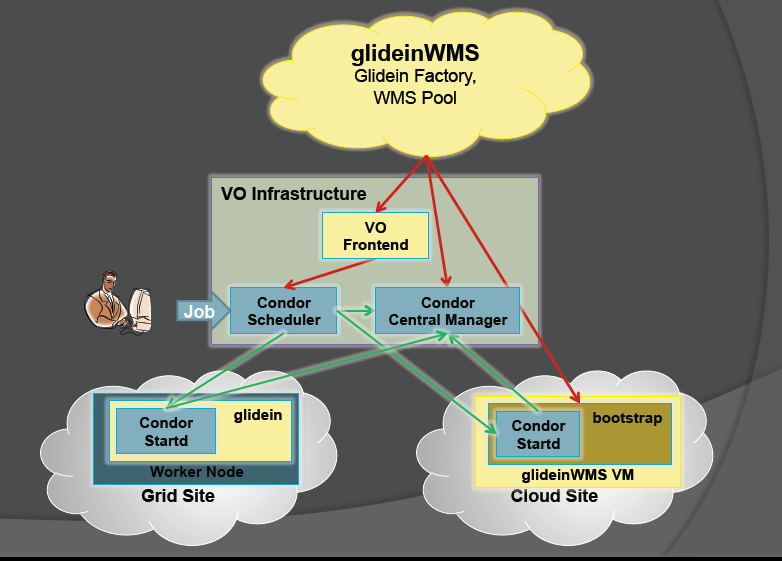 glideinWMS
Glidein Factory,
WMS Pool
VO Infrastructure
VO
Frontend
Job
Condor
Scheduler
Condor
Central Manager
Condor
Startd
glidein
Worker Node
Grid Site
Condor
Startd
bootstrap
glideinWMS VM
Cloud Site